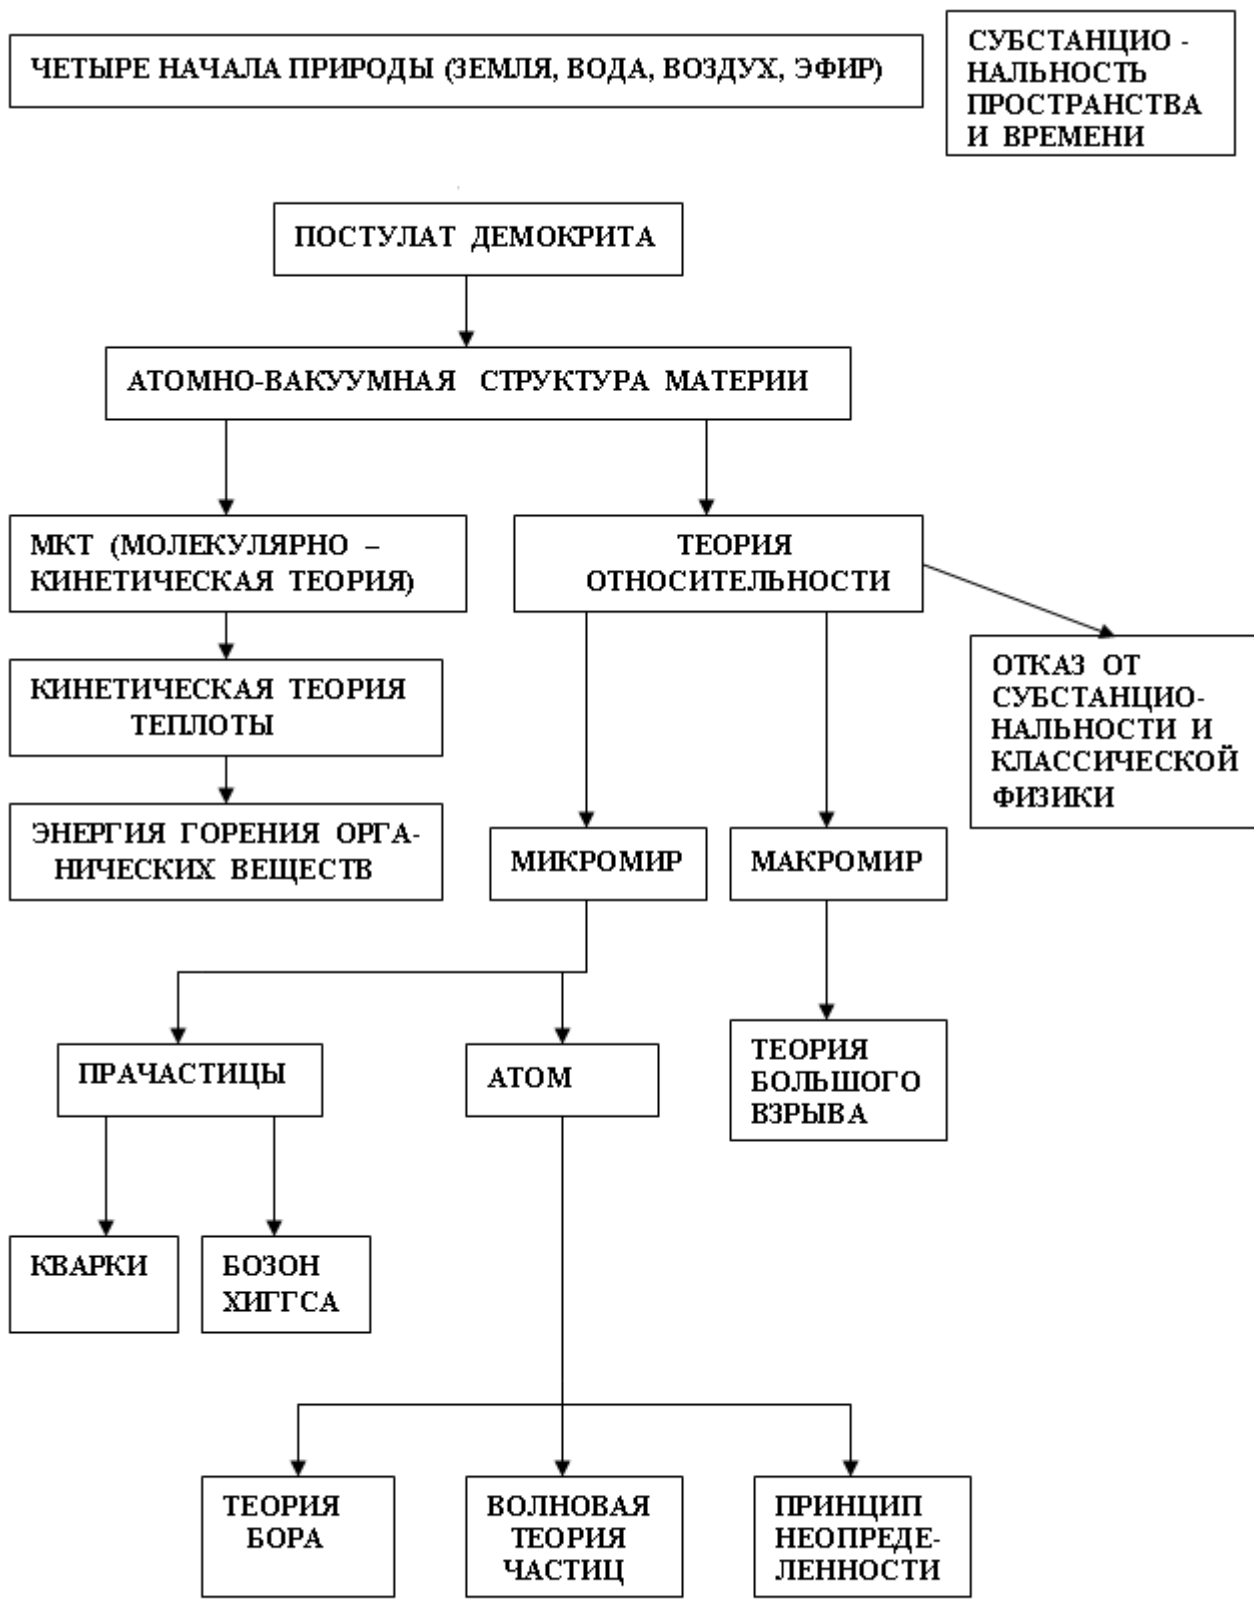 ЧЕТЫРЕ НАЧАЛА ПРИРОДЫ (ЗЕМЛЯ, ВОДА, ВОЗДУХ, ЭФИР)
СУБСТАНЦИО -
НАЛЬНОСТЬ
ПРОСТРАНСТВА
И ВРЕМЕНИ
ПОСТУЛАТ ДЕМОКРИТА
АТОМНО-ВАКУУМНАЯ СТРУКТУРА МАТЕРИИ
МКТ (МОЛЕКУЛЯРНО –
КИНЕТИЧЕСКАЯ ТЕОРИЯ)
ТЕОРИЯ
ОТНОСИТЕЛЬНОСТИ
КИНЕТИЧЕСКАЯ ТЕОРИЯ
ТЕПЛОТЫ
ОТКАЗ ОТ
СУБСТАНЦИО-
НАЛЬНОСТИ И
КЛАССИЧЕСКОЙ
ФИЗИКИ
ЭНЕРГИЯ ГОРЕНИЯ ОРГА-
НИЧЕСКИХ ВЕЩЕСТВ
МИКРОМИР
МАКРОМИР
ПРАЧАСТИЦЫ
АТОМ
ТЕОРИЯ
БОЛЬШОГО
ВЗРЫВА
КВАРКИ
БОЗОН
ХИГГСА
ТЕОРИЯ
БОРА
ВОЛНОВАЯ
ТЕОРИЯ
ЧАСТИЦ
ПРИНЦИП
НЕОПРЕДЕ-
ЛЕННОСТИ